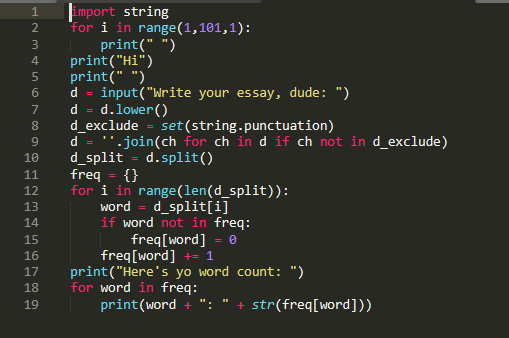 1 import string
2 for i in range(1,101,1):
3     print(" ")
4 print("Hi")
5 print(" ")
6 d = input("Write your essay, dude: ")
7 d = d.lower()
8 d_exclude = set(string.punctuation)
9 d = ''.join(ch for ch in d if ch not in d_exclude)
10 d_split = d.split()
11 freq = {}
12 for i in range(len(d_split)):
13     word = d_split[i]
14     if word not in freq:
15         freq[word] = 0
16     freq[word] += 1
17 print("Here's yo word count: ")
18 for word in freq:
19     print(word + ": " + str(freq[word]))